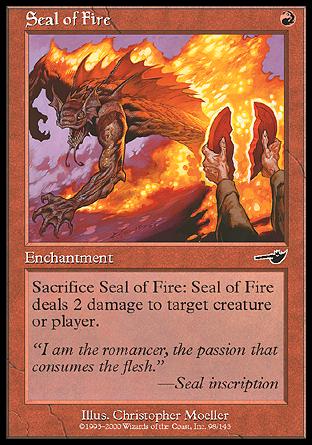 Seal of Fire
Enchantment
Sacrifice Seal of Fire: Seal of Fire
deals 2 damage to target creature
or player.
“I am the romancer, the passion that
consumes the flesh.”
—Seal inscription
Illus. Christopher Moeller
©1993-2000 Wizards of the Coast, Inc. 98/143